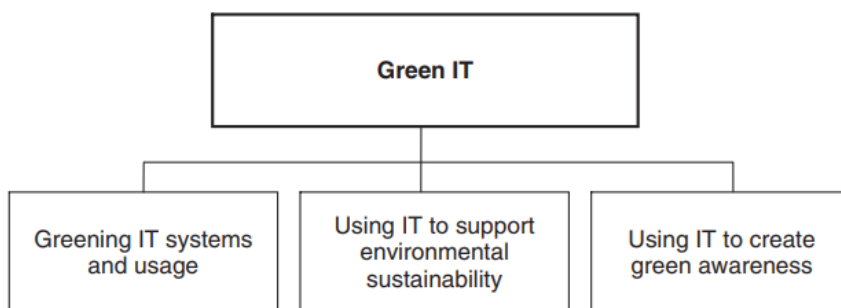 Green IT
Greening IT systems
and usage
Using IT to support
environmental
sustainability
Using IT to create
green awareness